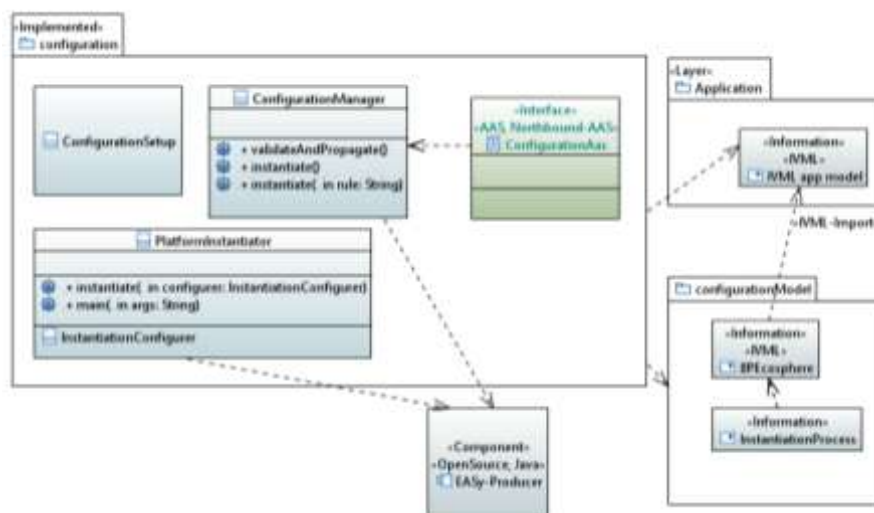 «Implemented»
configuration
ConfigurationSetup
ConfigurationManager
+ validateAndPropagate()
+ instantiate()
+ instantiate( in rule: String)
«Interface»
«AAS, Northbound-AAS»
ConfigurationAas
PlatformInstantiator
+ instantiate( in configurer: InstantiationConfigurer)
+ main( in args: String)
InstantiationConfigurer
«Component»
«OpenSource, Java»
EASy-Producer
«Layer»
Application
«Information»
«IVML»
IVML app model
«IVML-Import
configurationModel
«Information»
«IVML»
IIPEcosphere
«Information»
InstantiationProcess